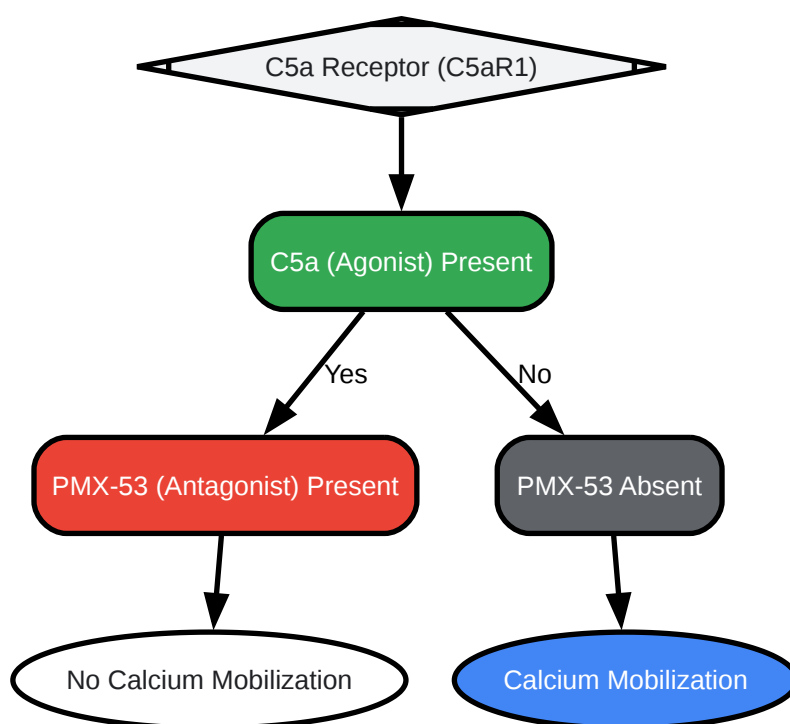 C5a Receptor (C5aR1)
C5a (Agonist) Present
Yes
No
PMX-53 (Antagonist) Present
PMX-53 Absent
No Calcium Mobilization
Calcium Mobilization